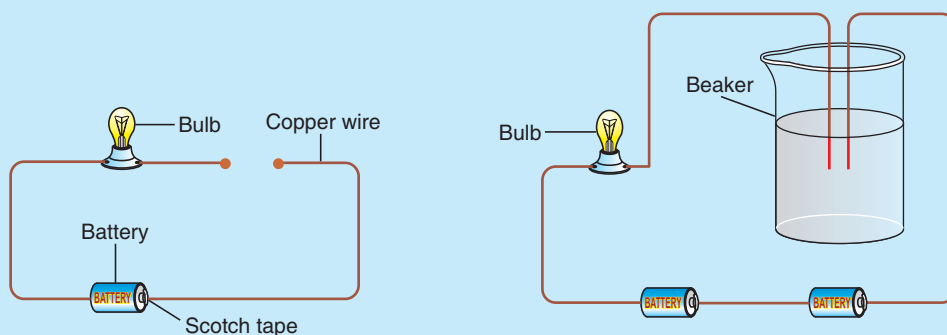 Bulb
Copper wire
Battery
BATTERY
Scotch tape
Beaker
Bulb
BATTERY
BATTERY